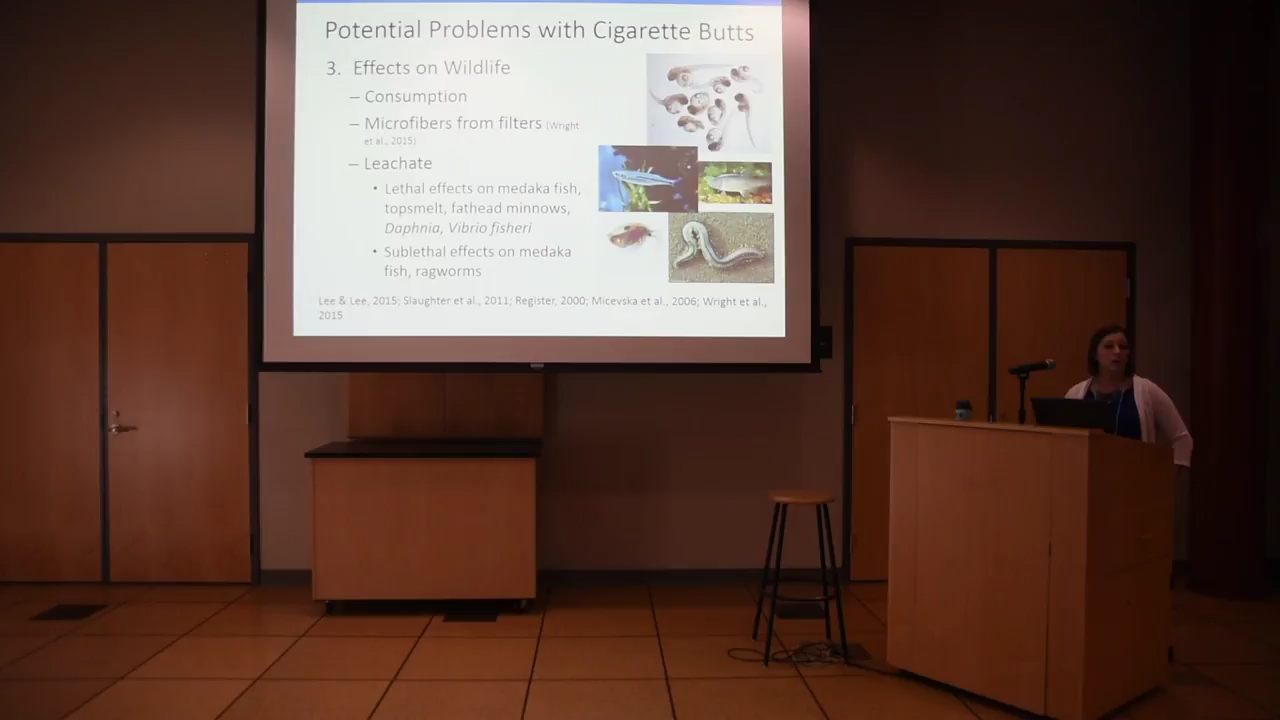 Potential Problems with Cigarette Butts
3. Effects on Wildlife
– Consumption
– Microfibers from filters (Wright
et al., 2015)
– Leachate
• Lethal effects on medaka fish,
topsmelt, fathead minnows,
Daphnia, Vibrio fisheri
• Sublethal effects on medaka
fish, ragworms
Lee & Lee, 2015; Slaughter et al., 2011; Register, 2000; Micevska et al., 2006; Wright et al.,
2015